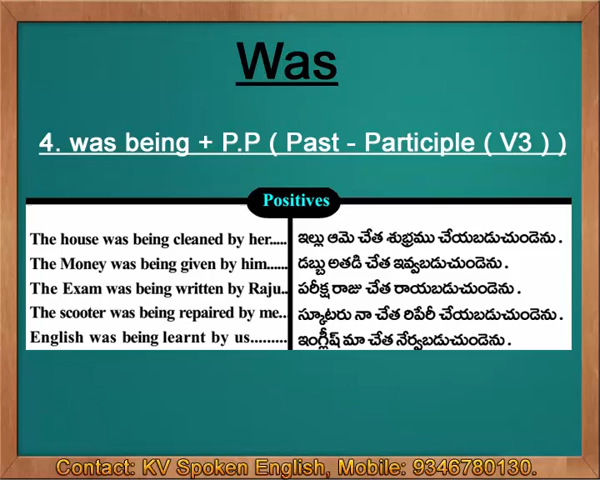 Was
4. was being + P.P ( Past - Participle ( V3 ) )
Positives
The house was being cleaned by her..... ఇల్లు ఆమె చేత శుభ్రము చేయబడుచుండెను.
The Money was being given by him...... డబ్బు అతడి చేత ఇవ్వబడుచుండెను.
The Exam was being written by Raju.. పరీక్ష రాజు చేత రాయబడుచుండెను.
The scooter was being repaired by me.. స్కూటరు నా చేత రిపేరీ చేయబడుచుండెను.
English was being learnt by us......... ఇంగ్లీష్ మా చేత నేర్వబడుచుండెను.
Contact: KV Spoken English, Mobile: 9346780130.